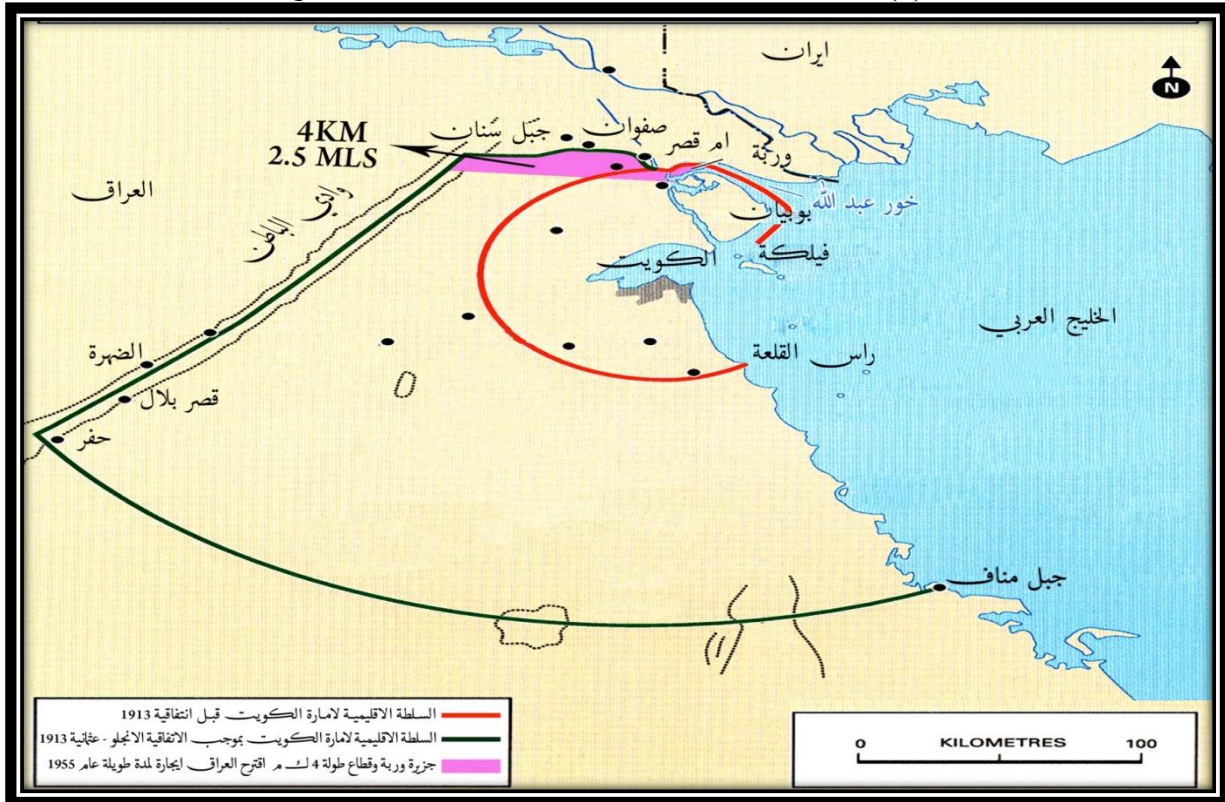 ايران
N
4KM
2.5 MLS
جبل سنان
صفوان
ام قصر
وربة
العراق
وادي الباطن
خور عبد الله
بوبيان
فيلكة
الكويت
الخليج العربي
راس القلعة
الضهرة
قصر بلال
حفر
جبل مناف
السلطة الاقليمية لامارة الكويت قبل انتفاقية 1913
السلطة الاقليمية لامارة الكويت بموجب الاتفاقية الانجلو - عثمانية 1913
جزيرة وربة وقطاع طولة 4 ك م اقترح العراق ايجارة لمدة طويلة عام 1955
0 KILOMETRES 100